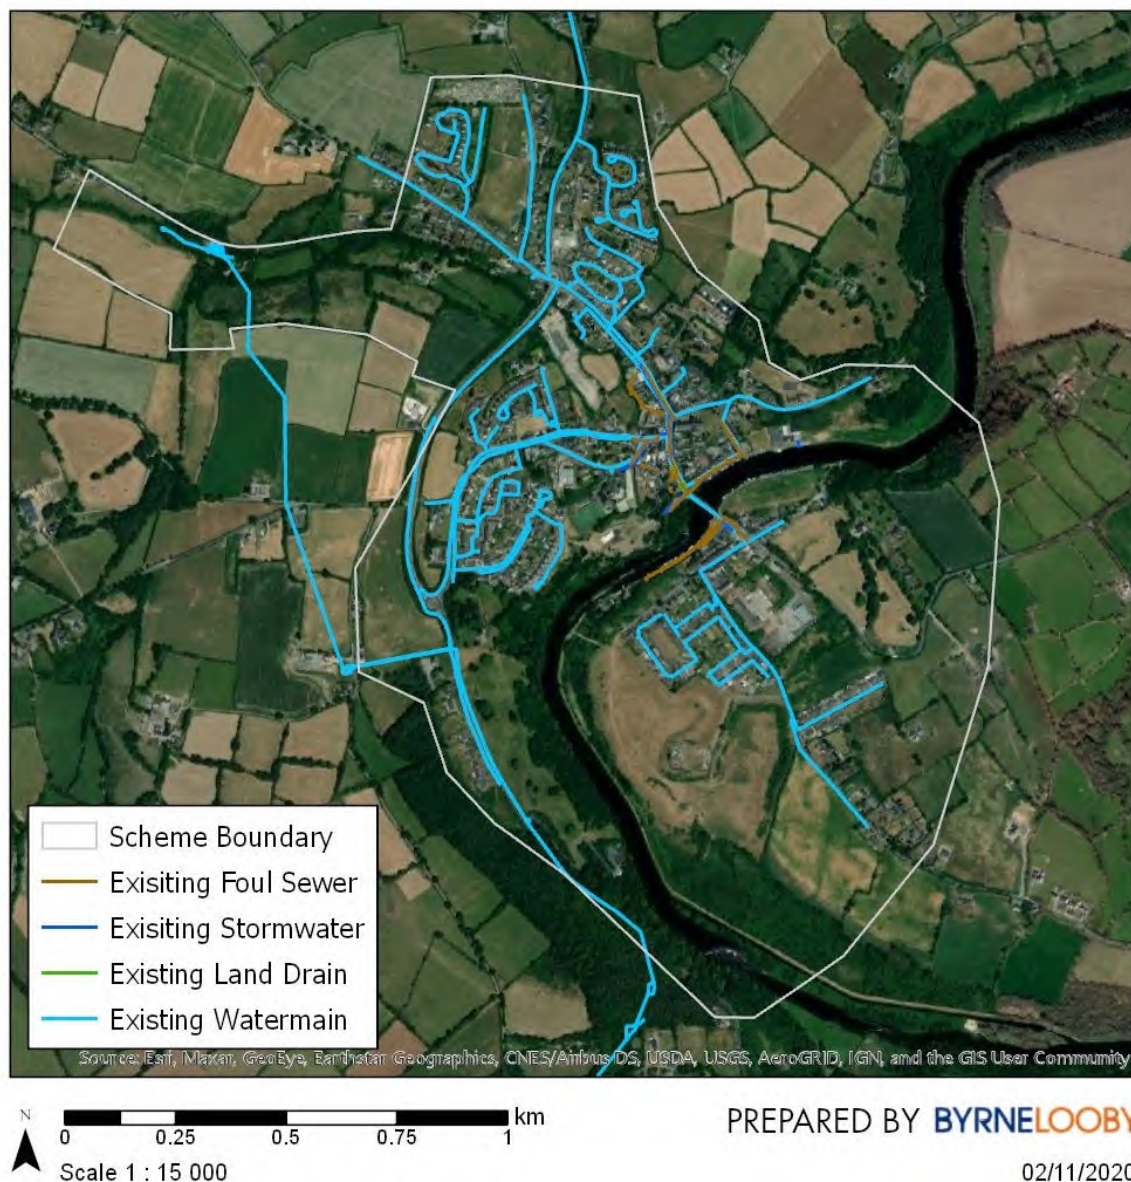 Scheme Boundary
Exisiting Foul Sewer
Exisiting Stormwater
Existing Land Drain
Existing Watermain
Source: Esri, Maxar, GeoEye, Earthstar Geographics, CNES/Airbus DS, USDA, USGS, AeroGRID, IGN, and the GIS User Community
N
km
0 0.25 0.5 0.75 1
Scale 1 : 15 000
PREPARED BY BYRNELOOBY
02/11/2020